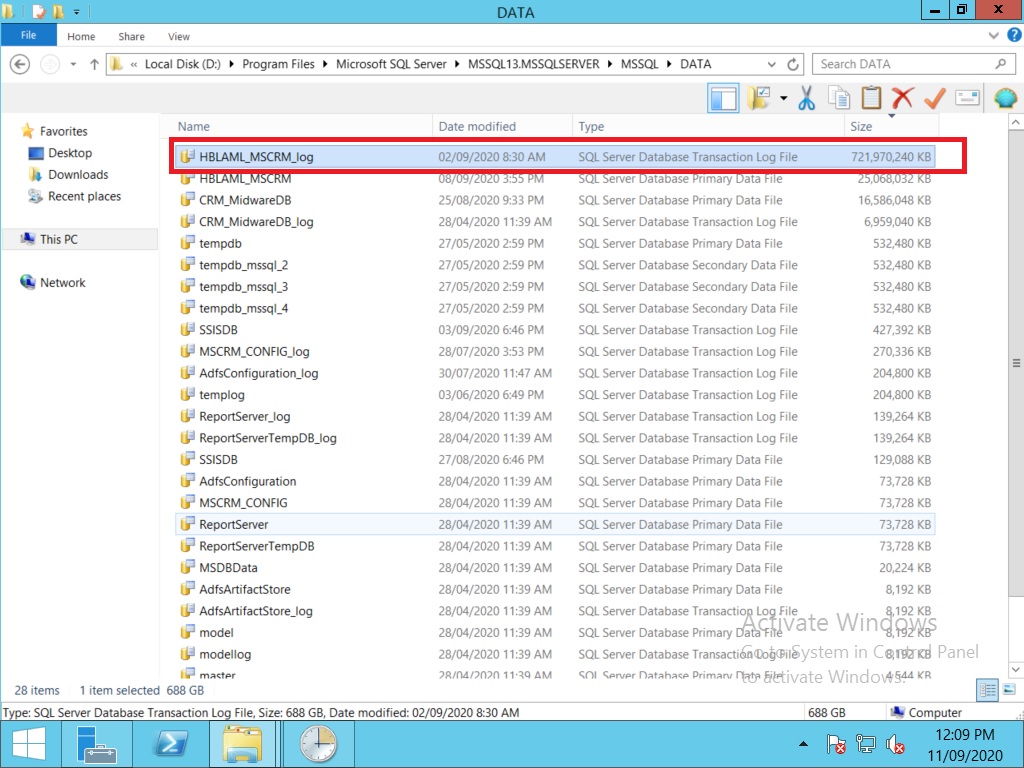 DATA
File Home Share View
« Local Disk (D:) Program Files Microsoft SQL Server MSSQL13.MSSQLSERVER MSSQL DATA Search DATA
Name Date modified Type Size
Favorites
Desktop
Downloads
Recent places
This PC
Network
HBLAML_MSCRM_log 02/09/2020 8:30 AM SQL Server Database Transaction Log File 721,970,240 KB
HBLAML_MSCRM 08/09/2020 3:55 PM SQL Server Database Primary Data File 25,068,032 KB
CRM_MidwareDB 25/08/2020 9:33 PM SQL Server Database Primary Data File 16,586,048 KB
CRM_MidwareDB_log 28/04/2020 11:39 AM SQL Server Database Transaction Log File 6,959,040 KB
tempdb 27/05/2020 2:59 PM SQL Server Database Primary Data File 532,480 KB
tempdb_mssql_2 27/05/2020 2:59 PM SQL Server Database Secondary Data File 532,480 KB
tempdb_mssql_3 27/05/2020 2:59 PM SQL Server Database Secondary Data File 532,480 KB
tempdb_mssql_4 27/05/2020 2:59 PM SQL Server Database Secondary Data File 532,480 KB
SSISDB 03/09/2020 6:46 PM SQL Server Database Transaction Log File 427,392 KB
MSCRM_CONFIG_log 28/07/2020 3:53 PM SQL Server Database Transaction Log File 270,336 KB
AdfsConfiguration_log 30/07/2020 11:47 AM SQL Server Database Transaction Log File 204,800 KB
templog 03/06/2020 6:49 PM SQL Server Database Transaction Log File 204,800 KB
ReportServer_log 28/04/2020 11:39 AM SQL Server Database Transaction Log File 139,264 KB
ReportServerTempDB_log 28/04/2020 11:39 AM SQL Server Database Transaction Log File 139,264 KB
SSISDB 27/08/2020 6:46 PM SQL Server Database Primary Data File 129,088 KB
AdfsConfiguration 28/04/2020 11:39 AM SQL Server Database Primary Data File 73,728 KB
MSCRM_CONFIG 28/04/2020 11:39 AM SQL Server Database Primary Data File 73,728 KB
ReportServer 28/04/2020 11:39 AM SQL Server Database Primary Data File 73,728 KB
ReportServerTempDB 28/04/2020 11:39 AM SQL Server Database Primary Data File 73,728 KB
MSDBData 28/04/2020 11:39 AM SQL Server Database Primary Data File 20,224 KB
AdfsArtifactStore 28/04/2020 11:39 AM SQL Server Database Primary Data File 8,192 KB
AdfsArtifactStore_log 28/04/2020 11:39 AM SQL Server Database Transaction Log File 8,192 KB
model 28/04/2020 11:39 AM SQL Server Database Primary Data File 8,192 KB
modellog 28/04/2020 11:39 AM SQL Server Database Transaction Log File 8,192 KB
master 28/04/2020 11:39 AM SQL Server Database Primary Data File 4,544 KB
Activate Windows
Go to System in Control Panel
to activate Windows.
28 items 1 item selected 688 GB
Type: SQL Server Database Transaction Log File, Size: 688 GB, Date modified: 02/09/2020 8:30 AM 688 GB Computer
12:09 PM
11/09/2020